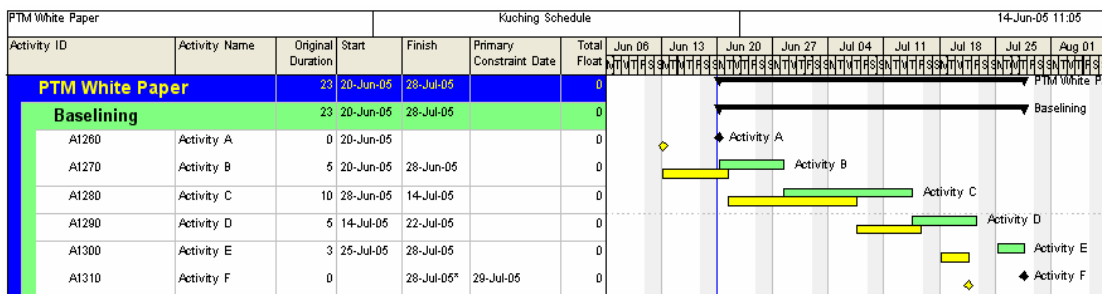 PTM White Paper Kuching Schedule 14-Jun-05 11:05
Activity ID Activity Name Original Duration Start Finish Primary Constraint Date Total Float Jun 06 Jun 13 Jun 20 Jun 27 Jul 04 Jul 11 Jul 18 Jul 25 Aug 01
PTM White Paper 23 20-Jun-05 28-Jul-05 0 PTM White P
Baselining 23 20-Jun-05 28-Jul-05 0 Baselining
A1260 Activity A 0 20-Jun-05 0 Activity A
A1270 Activity B 5 20-Jun-05 28-Jun-05 0 Activity B
A1280 Activity C 10 28-Jun-05 14-Jul-05 0 Activity C
A1290 Activity D 5 14-Jul-05 22-Jul-05 0 Activity D
A1300 Activity E 3 25-Jul-05 28-Jul-05 0 Activity E
A1310 Activity F 0 28-Jul-05* 29-Jul-05 0 Activity F